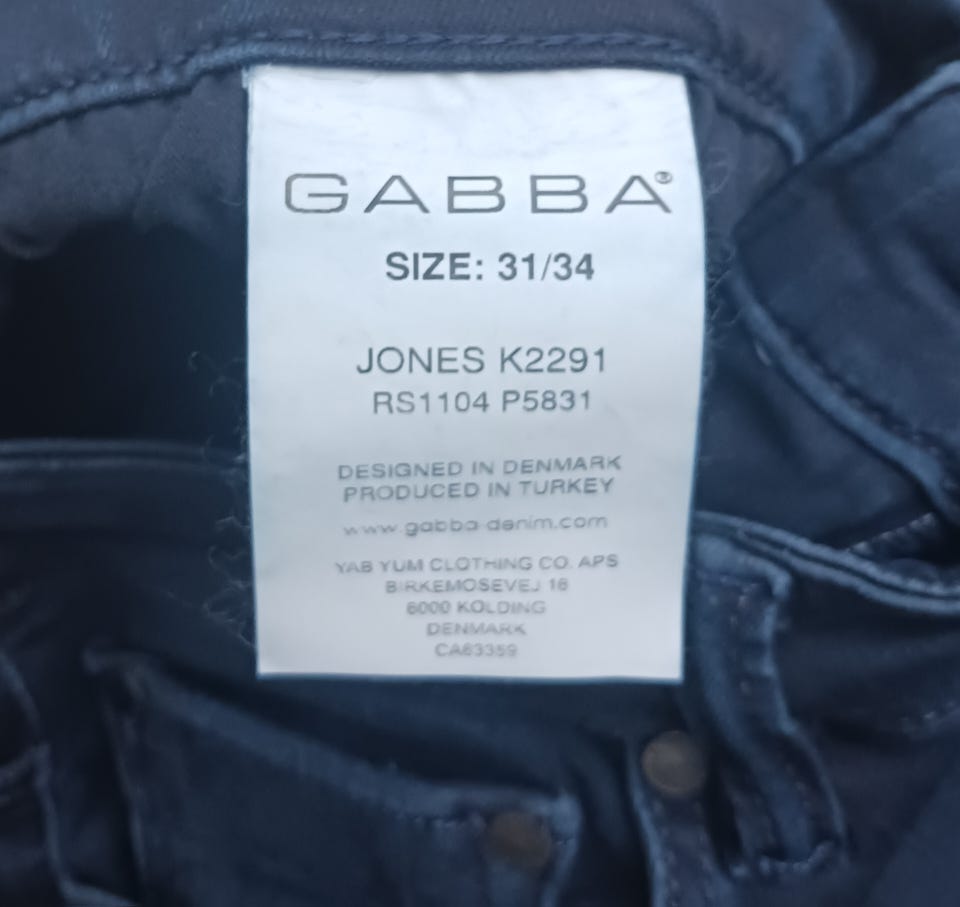 GABBA®
SIZE: 31/34
JONES K2291
RS1104 P5831
DESIGNED IN DENMARK
PRODUCED IN TURKEY
www.gabba-denim.com
YAB YUM CLOTHING CO. APS
BIRKEMOSEVEJ 18
6000 KOLDING
DENMARK
CA63359